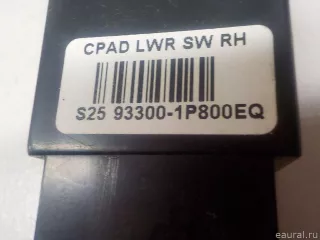 CPAD LWR SW RH
S25 93300-1P800EQ
eaural.ru